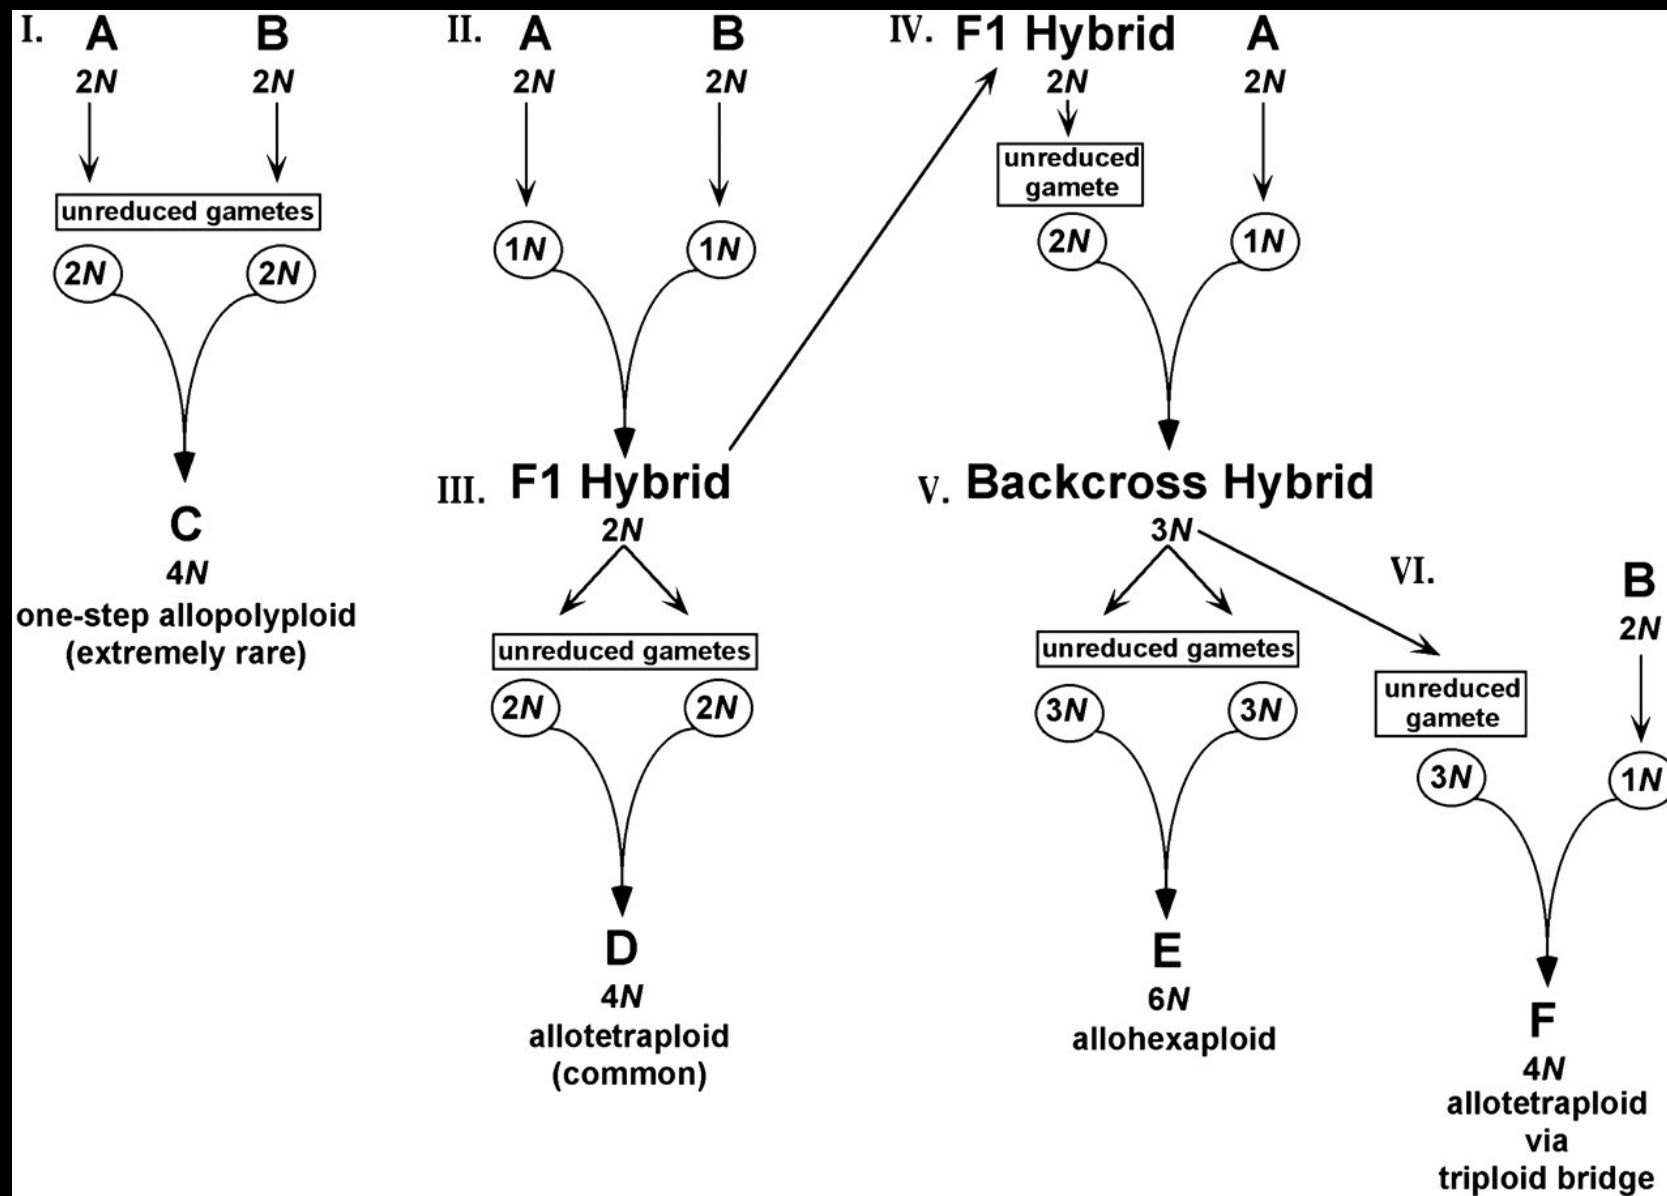 I. A B
2N 2N
unreduced gametes
2N 2N
C
4N
one-step allopolyploid
(extremely rare)
II. A B
2N 2N
1N 1N
III. F1 Hybrid
2N
unreduced gametes
2N 2N
D
4N
allotetraploid
(common)
IV. F1 Hybrid A
2N 2N
unreduced
gamete
2N 1N
V. Backcross Hybrid
3N
unreduced gametes
3N 3N
E
6N
allohexaploid
VI. B
2N
unreduced
gamete
3N 1N
F
4N
allotetraploid
via
triploid bridge